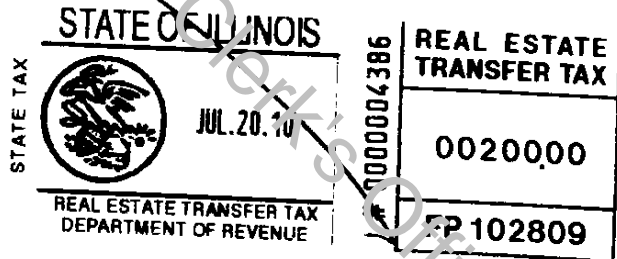 STATE OF ILLINOIS
STATE TAX
JUL.20.10
REAL ESTATE TRANSFER TAX
DEPARTMENT OF REVENUE
# 0000004386
REAL ESTATE
TRANSFER TAX
0020000
FP 102809
Clerk's Offi